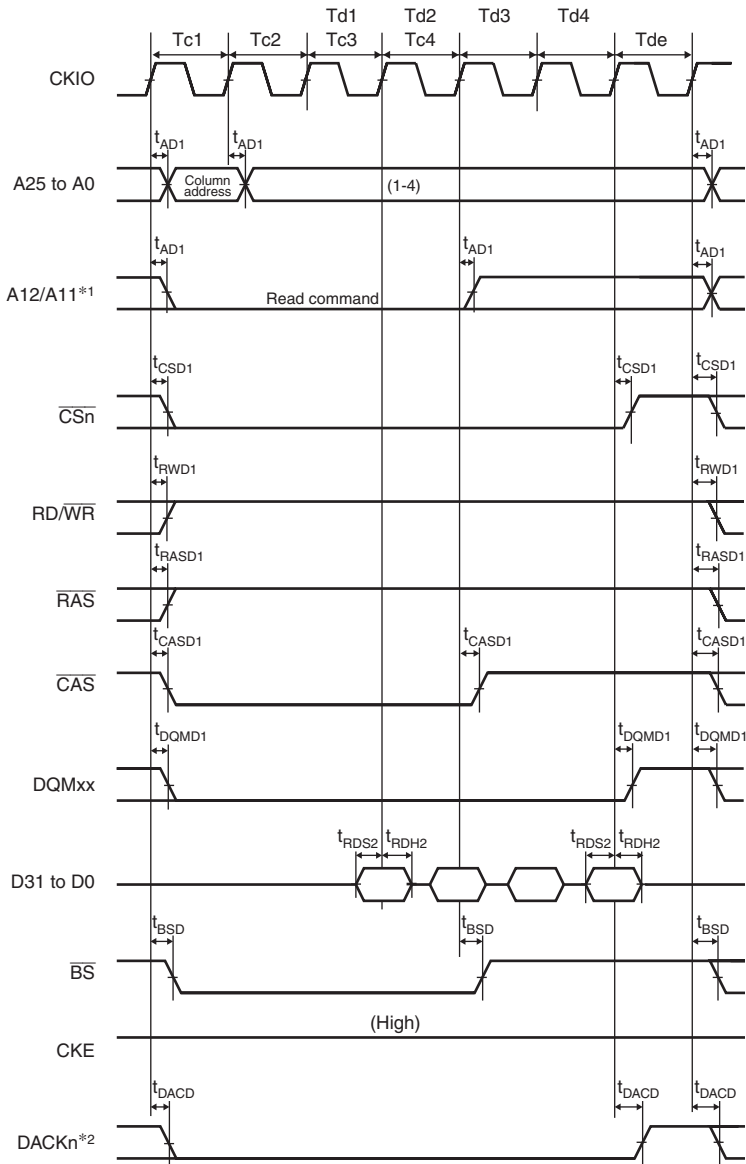 Td1 Td2 Td3 Td4
Tc1 Tc2 Tc3 Tc4 Tde
CKIO
tAD1 tAD1 tAD1
A25 to A0
Column
address
(1-4)
tAD1 tAD1 tAD1
A12/A11*1
Read command
tCSD1 tCSD1 tCSD1
CSn
tRWD1 tRWD1
RD/WR
tRASD1 tRASD1
RAS
tCASD1 tCASD1 tCASD1
CAS
tDQMD1 tDQMD1 tDQMD1
DQMxx
tRDS2 tRDH2 tRDS2 tRDH2
D31 to D0
tBSD tBSD tBSD
BS
(High)
CKE
tDACD tDACD tDACD
DACKn*2